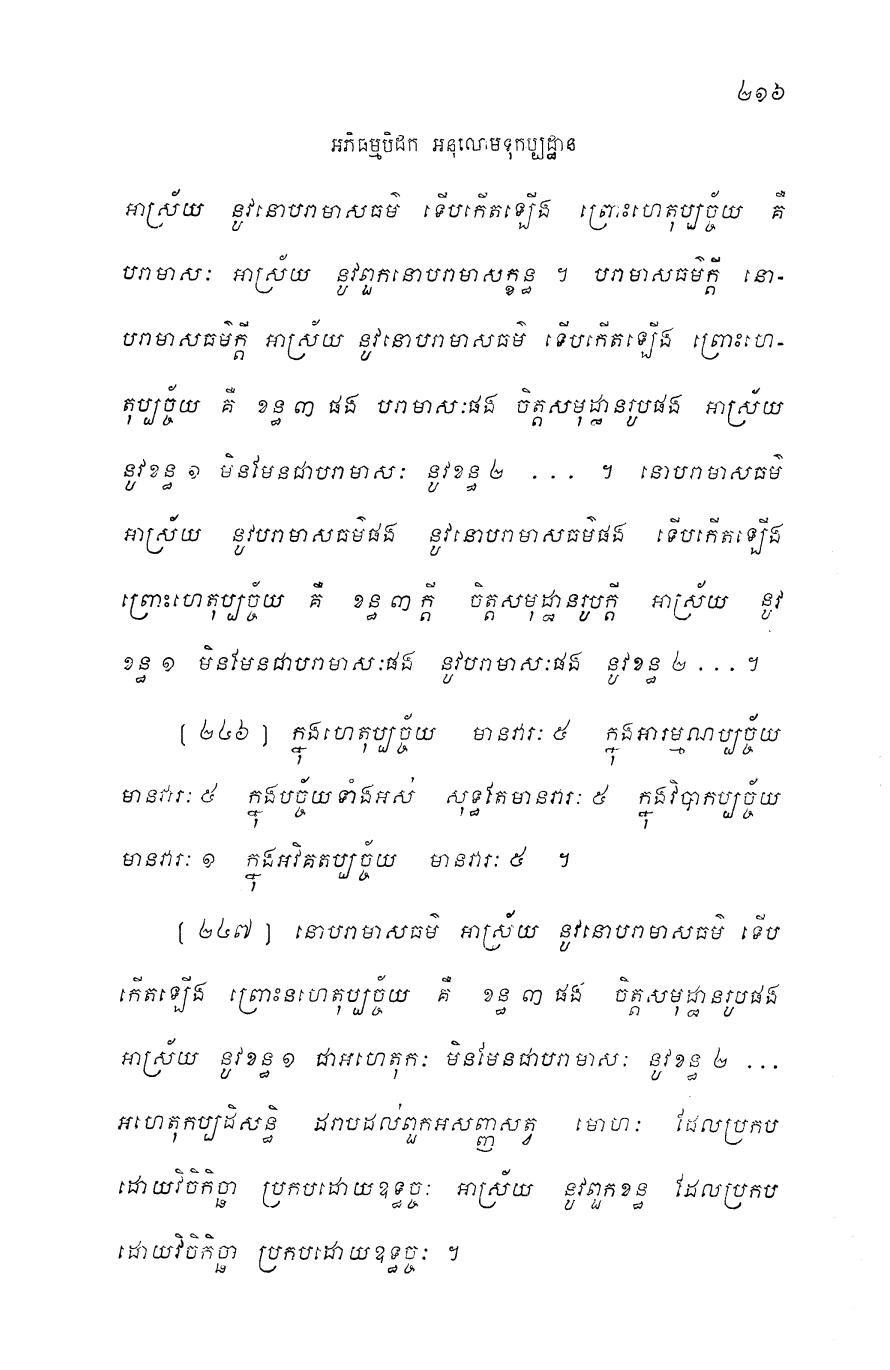 ២១៦
អភិធម្មបិដក អនុលោមទុកប្បដ្ឋាន
អាស្រ័យ នូវនោបរាមាសធម៌ ទើបកើតឡើង ព្រោះហេតុប្បច្ច័យ គឺ
បរាមាសៈ អាស្រ័យ នូវពួកនោបរាមាសក្ខន្ធ ។ បរាមាសធម៌ក្តី នោ-
បរាមាសធម៌ក្តី អាស្រ័យ នូវនោបរាមាសធម៌ ទើបកើតឡើង ព្រោះហេ-
តុប្បច្ច័យ គឺ ខន្ធ ៣ ផង បរាមាសៈផង ចិត្តសមុដ្ឋានរូបផង អាស្រ័យ
នូវខន្ធ ១ មិនមែនជាបរាមាសៈ នូវខន្ធ ២ ... ។ នោបរាមាសធម៌
អាស្រ័យ នូវបរាមាសធម៌ផង នូវនោបរាមាសធម៌ផង ទើបកើតឡើង
ព្រោះហេតុប្បច្ច័យ គឺ ខន្ធ ៣ ក្តី ចិត្តសមុដ្ឋានរូបក្តី អាស្រ័យ នូវ
ខន្ធ ១ មិនមែនជាបរាមាសៈផង នូវបរាមាសៈផង នូវខន្ធ ២ ... ។
[ ២៤៦ ] ក្នុងហេតុប្បច្ច័យ មានវារៈ ៥ ក្នុងអារម្មណប្បច្ច័យ
មានវារៈ ៥ ក្នុងបច្ច័យទាំងអស់ សុទ្ធតែមានវារៈ ៥ ក្នុងវិបាកប្បច្ច័យ
មានវារៈ ១ ក្នុងអវិគតប្បច្ច័យ មានវារៈ ៥ ។
[ ២៤៧ ] នោបរាមាសធម៌ អាស្រ័យ នូវនោបរាមាសធម៌ ទើប
កើតឡើង ព្រោះនហេតុប្បច្ច័យ គឺ ខន្ធ ៣ ផង ចិត្តសមុដ្ឋានរូបផង
អាស្រ័យ នូវខន្ធ ១ ជាអហេតុកៈ មិនមែនជាបរាមាសៈ នូវខន្ធ ២ ...
អហេតុកប្បដិសន្ធិ ដរាបដល់ពួកអសញ្ញសត្វ មោហៈ ដែលប្រកប
ដោយវិចិកិច្ឆា ប្រកបដោយឧទ្ធច្ចៈ អាស្រ័យ នូវពួកខន្ធ ដែលប្រកប
ដោយវិចិកិច្ឆា ប្រកបដោយឧទ្ធច្ចៈ ។